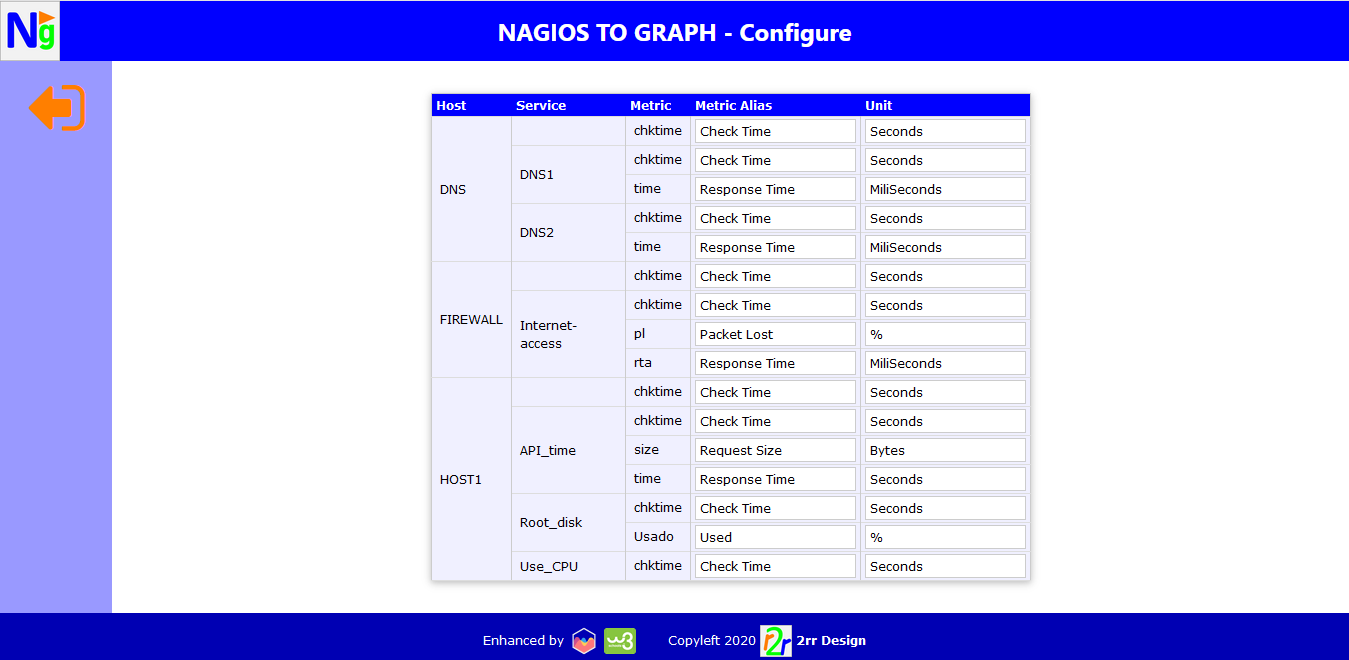 Ng
NAGIOS TO GRAPH - Configure
Host Service Metric Metric Alias Unit
DNS
chktime Check Time Seconds
DNS1
chktime Check Time Seconds
time Response Time MiliSeconds
DNS2
chktime Check Time Seconds
time Response Time MiliSeconds
FIREWALL
chktime Check Time Seconds
Internet-
access
chktime Check Time Seconds
pl Packet Lost %
rta Response Time MiliSeconds
HOST1
chktime Check Time Seconds
API_time
chktime Check Time Seconds
size Request Size Bytes
time Response Time Seconds
Root_disk
chktime Check Time Seconds
Usado Used %
Use_CPU chktime Check Time Seconds
Enhanced by w3 Copyleft 2020 r2r 2rr Design